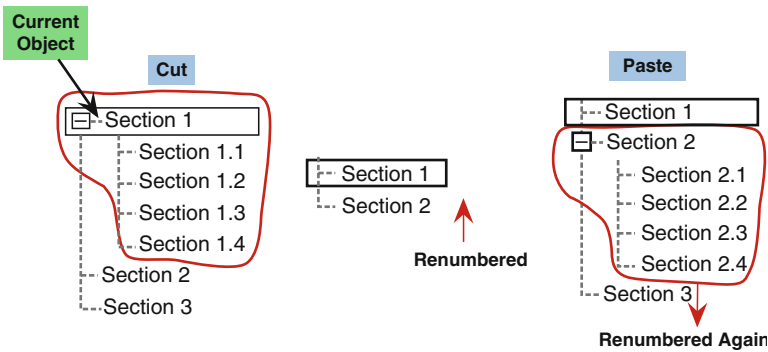 Current
Object
Cut
Section 1
Section 1.1
Section 1.2
Section 1.3
Section 1.4
Section 2
Section 3
Section 1
Section 2
Renumbered
Paste
Section 1
Section 2
Section 2.1
Section 2.2
Section 2.3
Section 2.4
Section 3
Renumbered Again